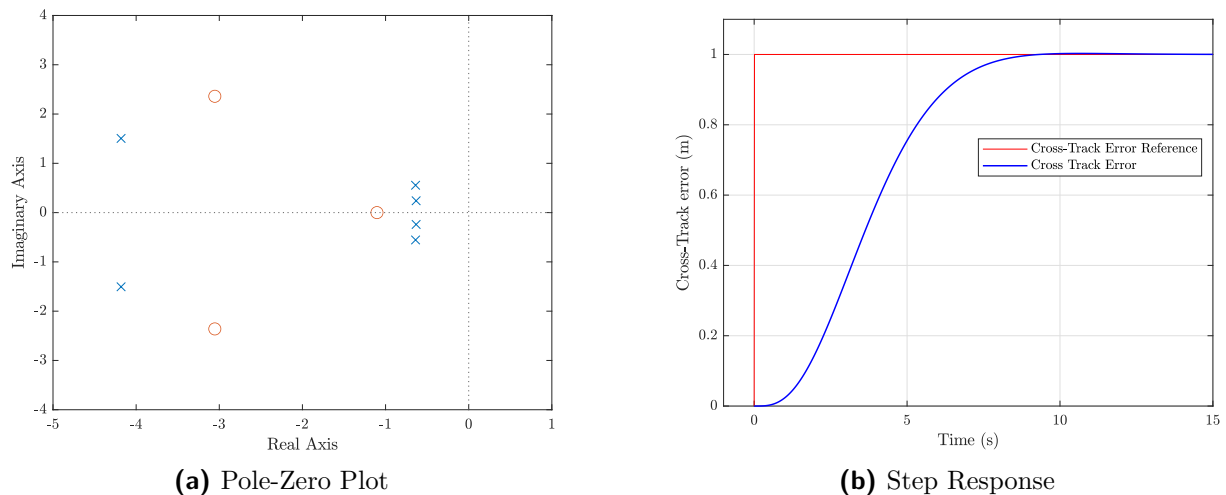 4
3
2
1
0
-1
-2
-3
-4
Imaginary Axis
-5 -4 -3 -2 -1 0 1
Real Axis
(a) Pole-Zero Plot
1
0.8
0.6
0.4
0.2
0
Cross-Track error (m)
Cross-Track Error Reference
Cross Track Error
0 5 10 15
Time (s)
(b) Step Response